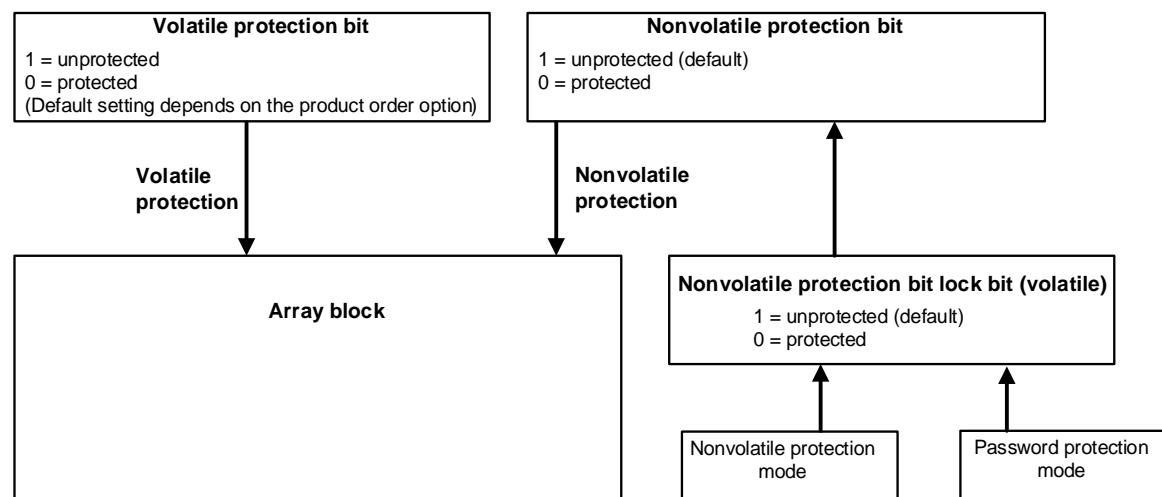 Volatile protection bit
1 = unprotected
0 = protected
(Default setting depends on the product order option)
Nonvolatile protection bit
1 = unprotected (default)
0 = protected
Volatile
protection
Nonvolatile
protection
Array block
Nonvolatile protection bit lock bit (volatile)
1 = unprotected (default)
0 = protected
Nonvolatile protection
mode
Password protection
mode